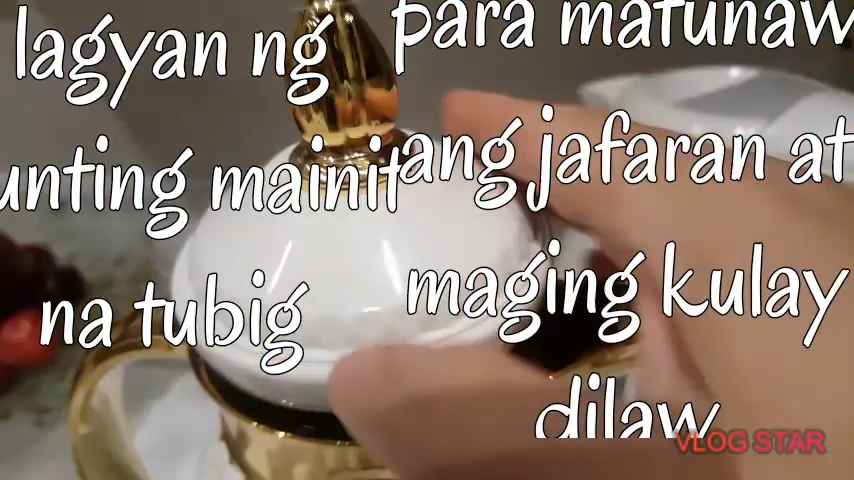 lagyan ng
unting mainit
na tubig
para matunaw
ang jafaran at
maging kulay
dilaw
VLOG STAR